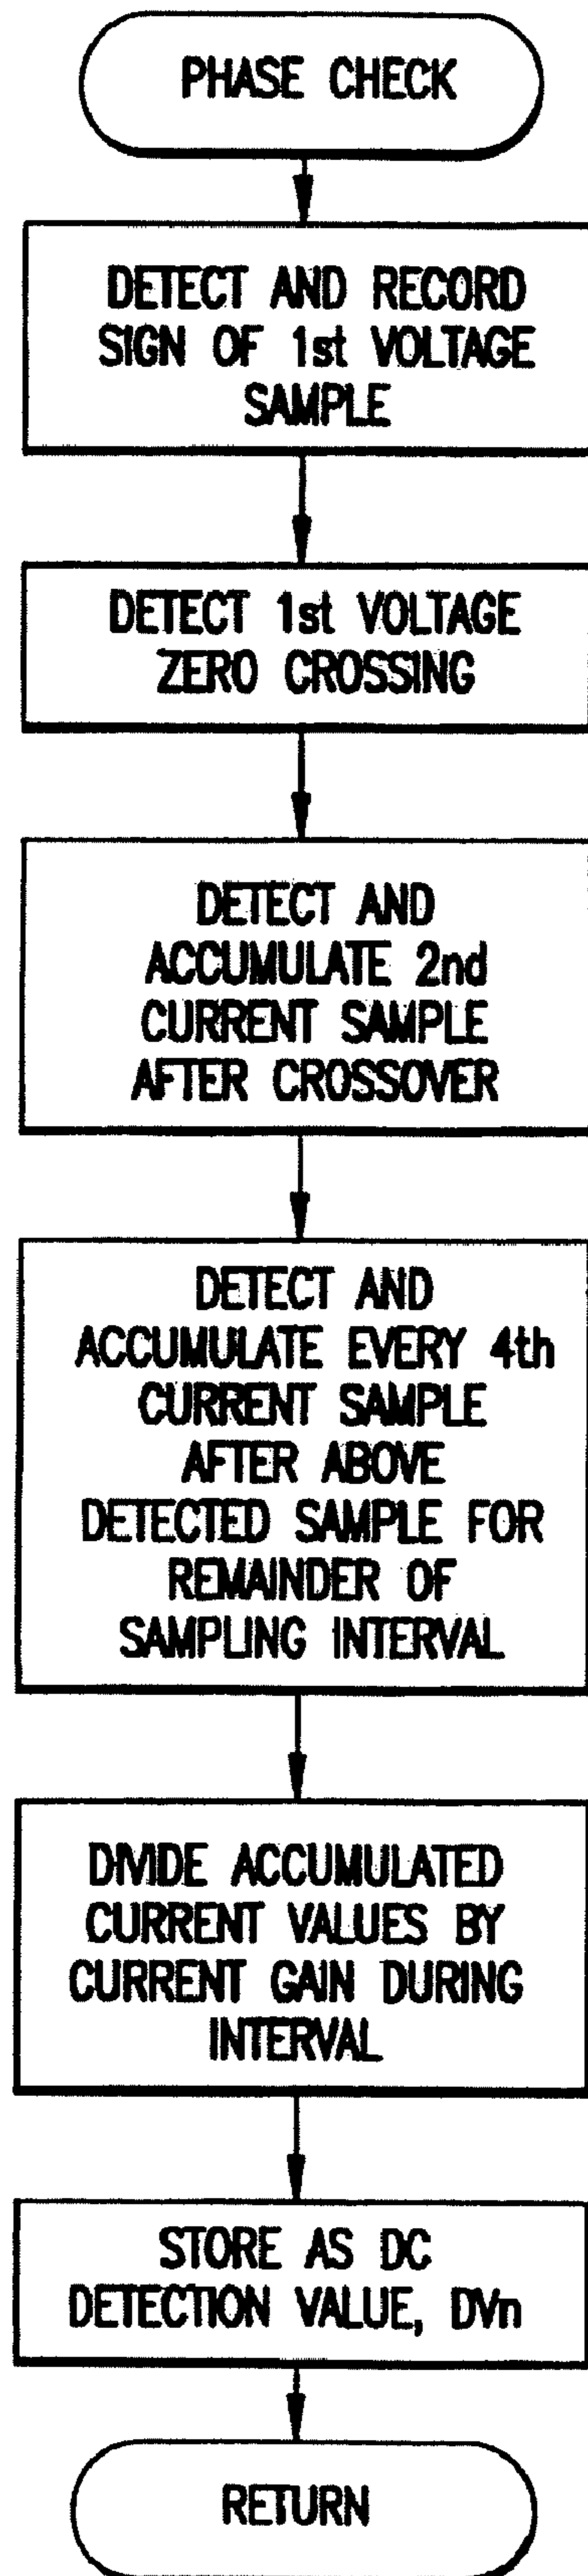 PHASE CHECK
DETECT AND RECORD
SIGN OF 1st VOLTAGE
SAMPLE
DETECT 1st VOLTAGE
ZERO CROSSING
DETECT AND
ACCUMULATE 2nd
CURRENT SAMPLE
AFTER CROSSOVER
DETECT AND
ACCUMULATE EVERY 4th
CURRENT SAMPLE
AFTER ABOVE
DETECTED SAMPLE FOR
REMAINDER OF
SAMPLING INTERVAL
DIVIDE ACCUMULATED
CURRENT VALUES BY
CURRENT GAIN DURING
INTERVAL
STORE AS DC
DETECTION VALUE, DVn
RETURN